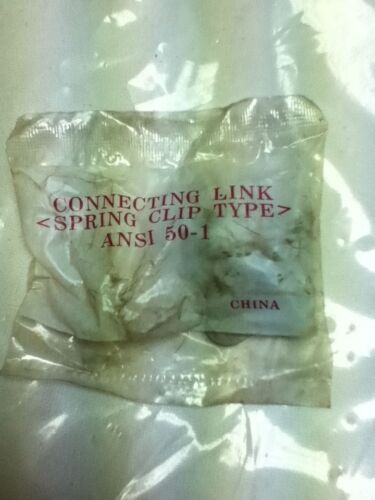 CONNECTING LINK
<SPRING CLIP TYPE>
ANSI 50-1
CHINA